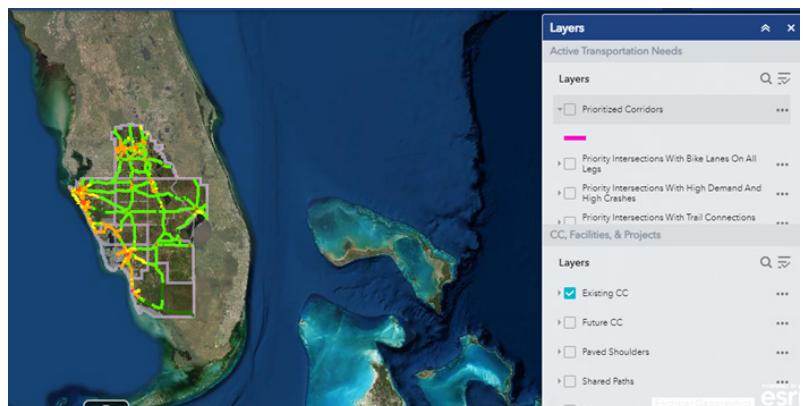 Layers
Active Transportation Needs
Layers
Prioritized Corridors
Priority Intersections With Bike Lanes On All
Legs
Priority Intersections With High Demand And
High Crashes
Priority Intersections With Trail Connections
CC, Facilities, & Projects
Layers
Existing CC
Future CC
Paved Shoulders
Shared Paths
esri